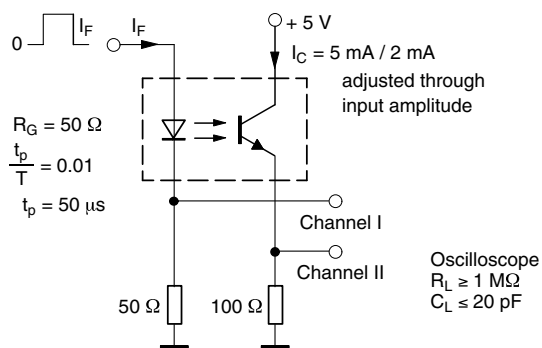 0
I_F
I_F
+ 5 V
I_C = 5 mA / 2 mA
adjusted through
input amplitude
R_G = 50 Ω
t_p
T
= 0.01
t_p = 50 µs
Channel I
Channel II
50 Ω
100 Ω
Oscilloscope
R_L ≥ 1 MΩ
C_L ≤ 20 pF